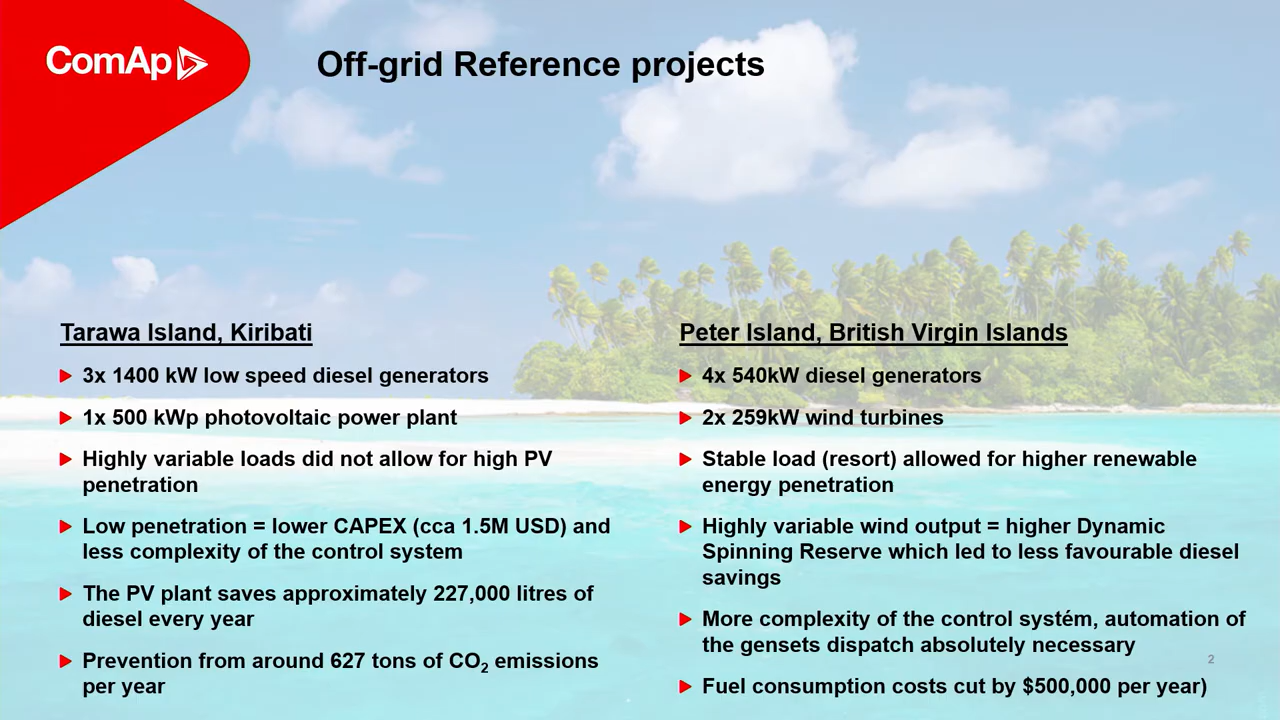 ComAp
Off-grid Reference projects
Tarawa Island, Kiribati
3x 1400 kW low speed diesel generators
1x 500 kWp photovoltaic power plant
Highly variable loads did not allow for high PV
penetration
Low penetration = lower CAPEX (cca 1.5M USD) and
less complexity of the control system
The PV plant saves approximately 227,000 litres of
diesel every year
Prevention from around 627 tons of CO2 emissions
per year
Peter Island, British Virgin Islands
4x 540kW diesel generators
2x 259kW wind turbines
Stable load (resort) allowed for higher renewable
energy penetration
Highly variable wind output = higher Dynamic
Spinning Reserve which led to less favourable diesel
savings
More complexity of the control systém, automation of
the gensets dispatch absolutely necessary
Fuel consumption costs cut by $500,000 per year)
2